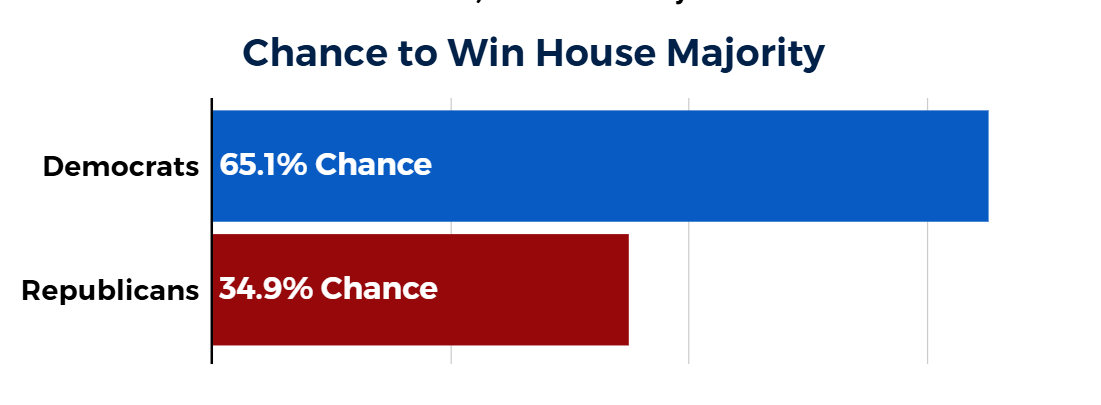 Chance to Win House Majority
Democrats 65.1% Chance
Republicans 34.9% Chance